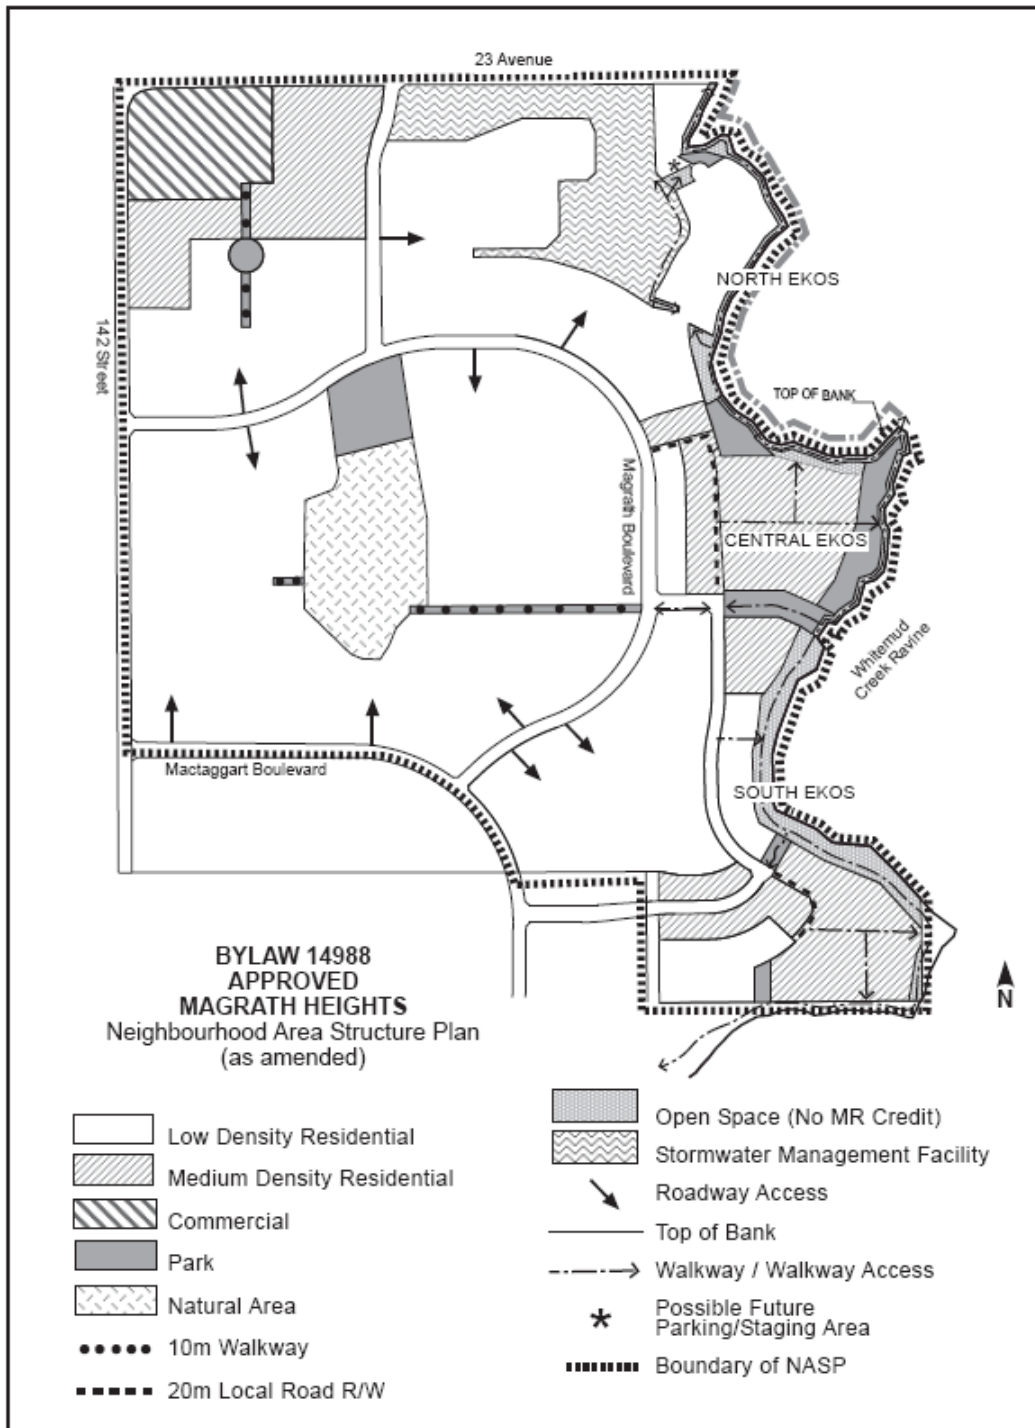 23 Avenue
NORTH EKOS
142 Street
TOP OF BANK
Magrath Boulevard
CENTRAL EKOS
Whitemud
Creek Ravine
Mactaggart Boulevard
SOUTH EKOS
BYLAW 14988
APPROVED
MAGRATH HEIGHTS
Neighbourhood Area Structure Plan
(as amended)
N
Low Density Residential
Medium Density Residential
Commercial
Park
Natural Area
10m Walkway
20m Local Road R/W
Open Space (No MR Credit)
Stormwater Management Facility
Roadway Access
Top of Bank
Walkway / Walkway Access
Possible Future
Parking/Staging Area
Boundary of NASP